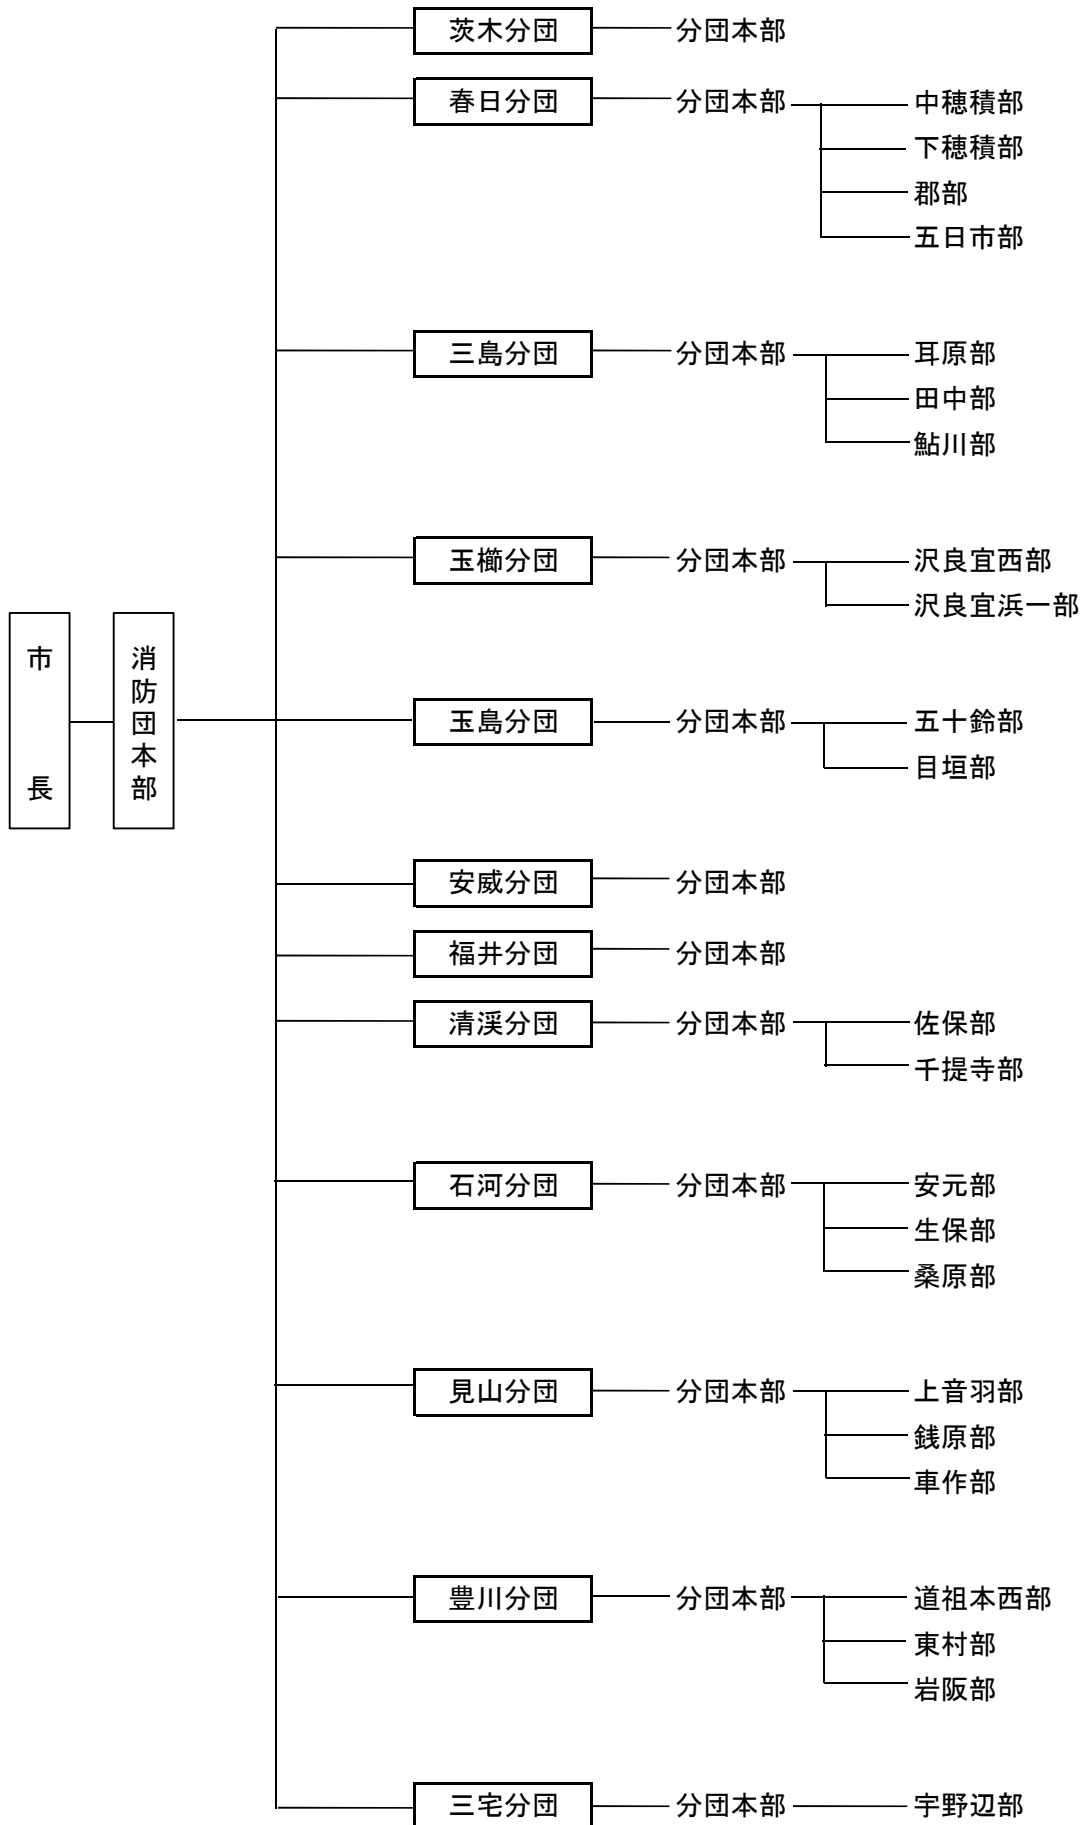 市長
消防団本部
茨木分団 分団本部
春日分団 分団本部 中穂積部
下穂積部
郡部
五日市部
三島分団 分団本部 耳原部
田中部
鮎川部
玉櫛分団 分団本部 沢良宜西部
沢良宜浜一部
玉島分団 分団本部 五十鈴部
目垣部
安威分団 分団本部
福井分団 分団本部
清渓分団 分団本部 佐保部
千提寺部
石河分団 分団本部 安元部
生保部
桑原部
見山分団 分団本部 上音羽部
銭原部
車作部
豊川分団 分団本部 道祖本西部
東村部
岩阪部
三宅分団 分団本部 宇野辺部